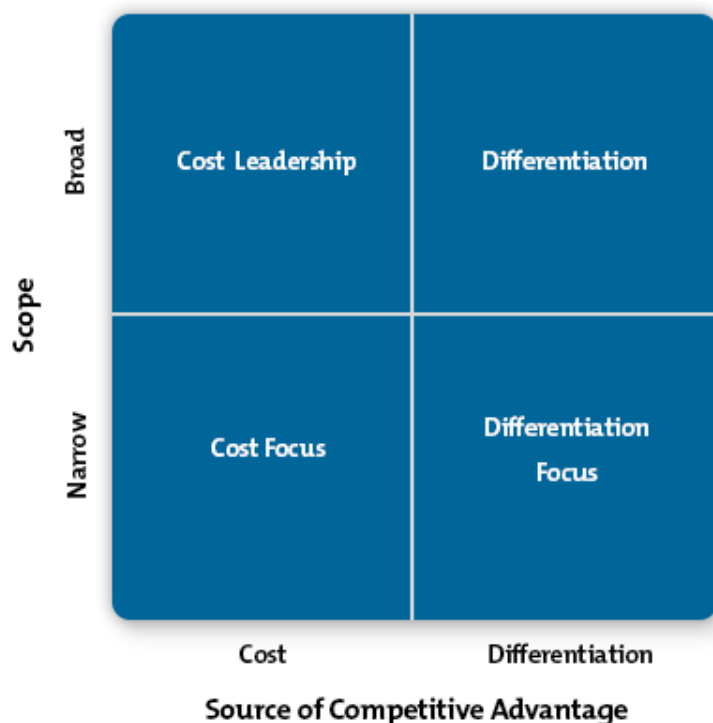 Scope
Broad
Cost Leadership
Differentiation
Narrow
Cost Focus
Differentiation
Focus
Cost
Differentiation
Source of Competitive Advantage